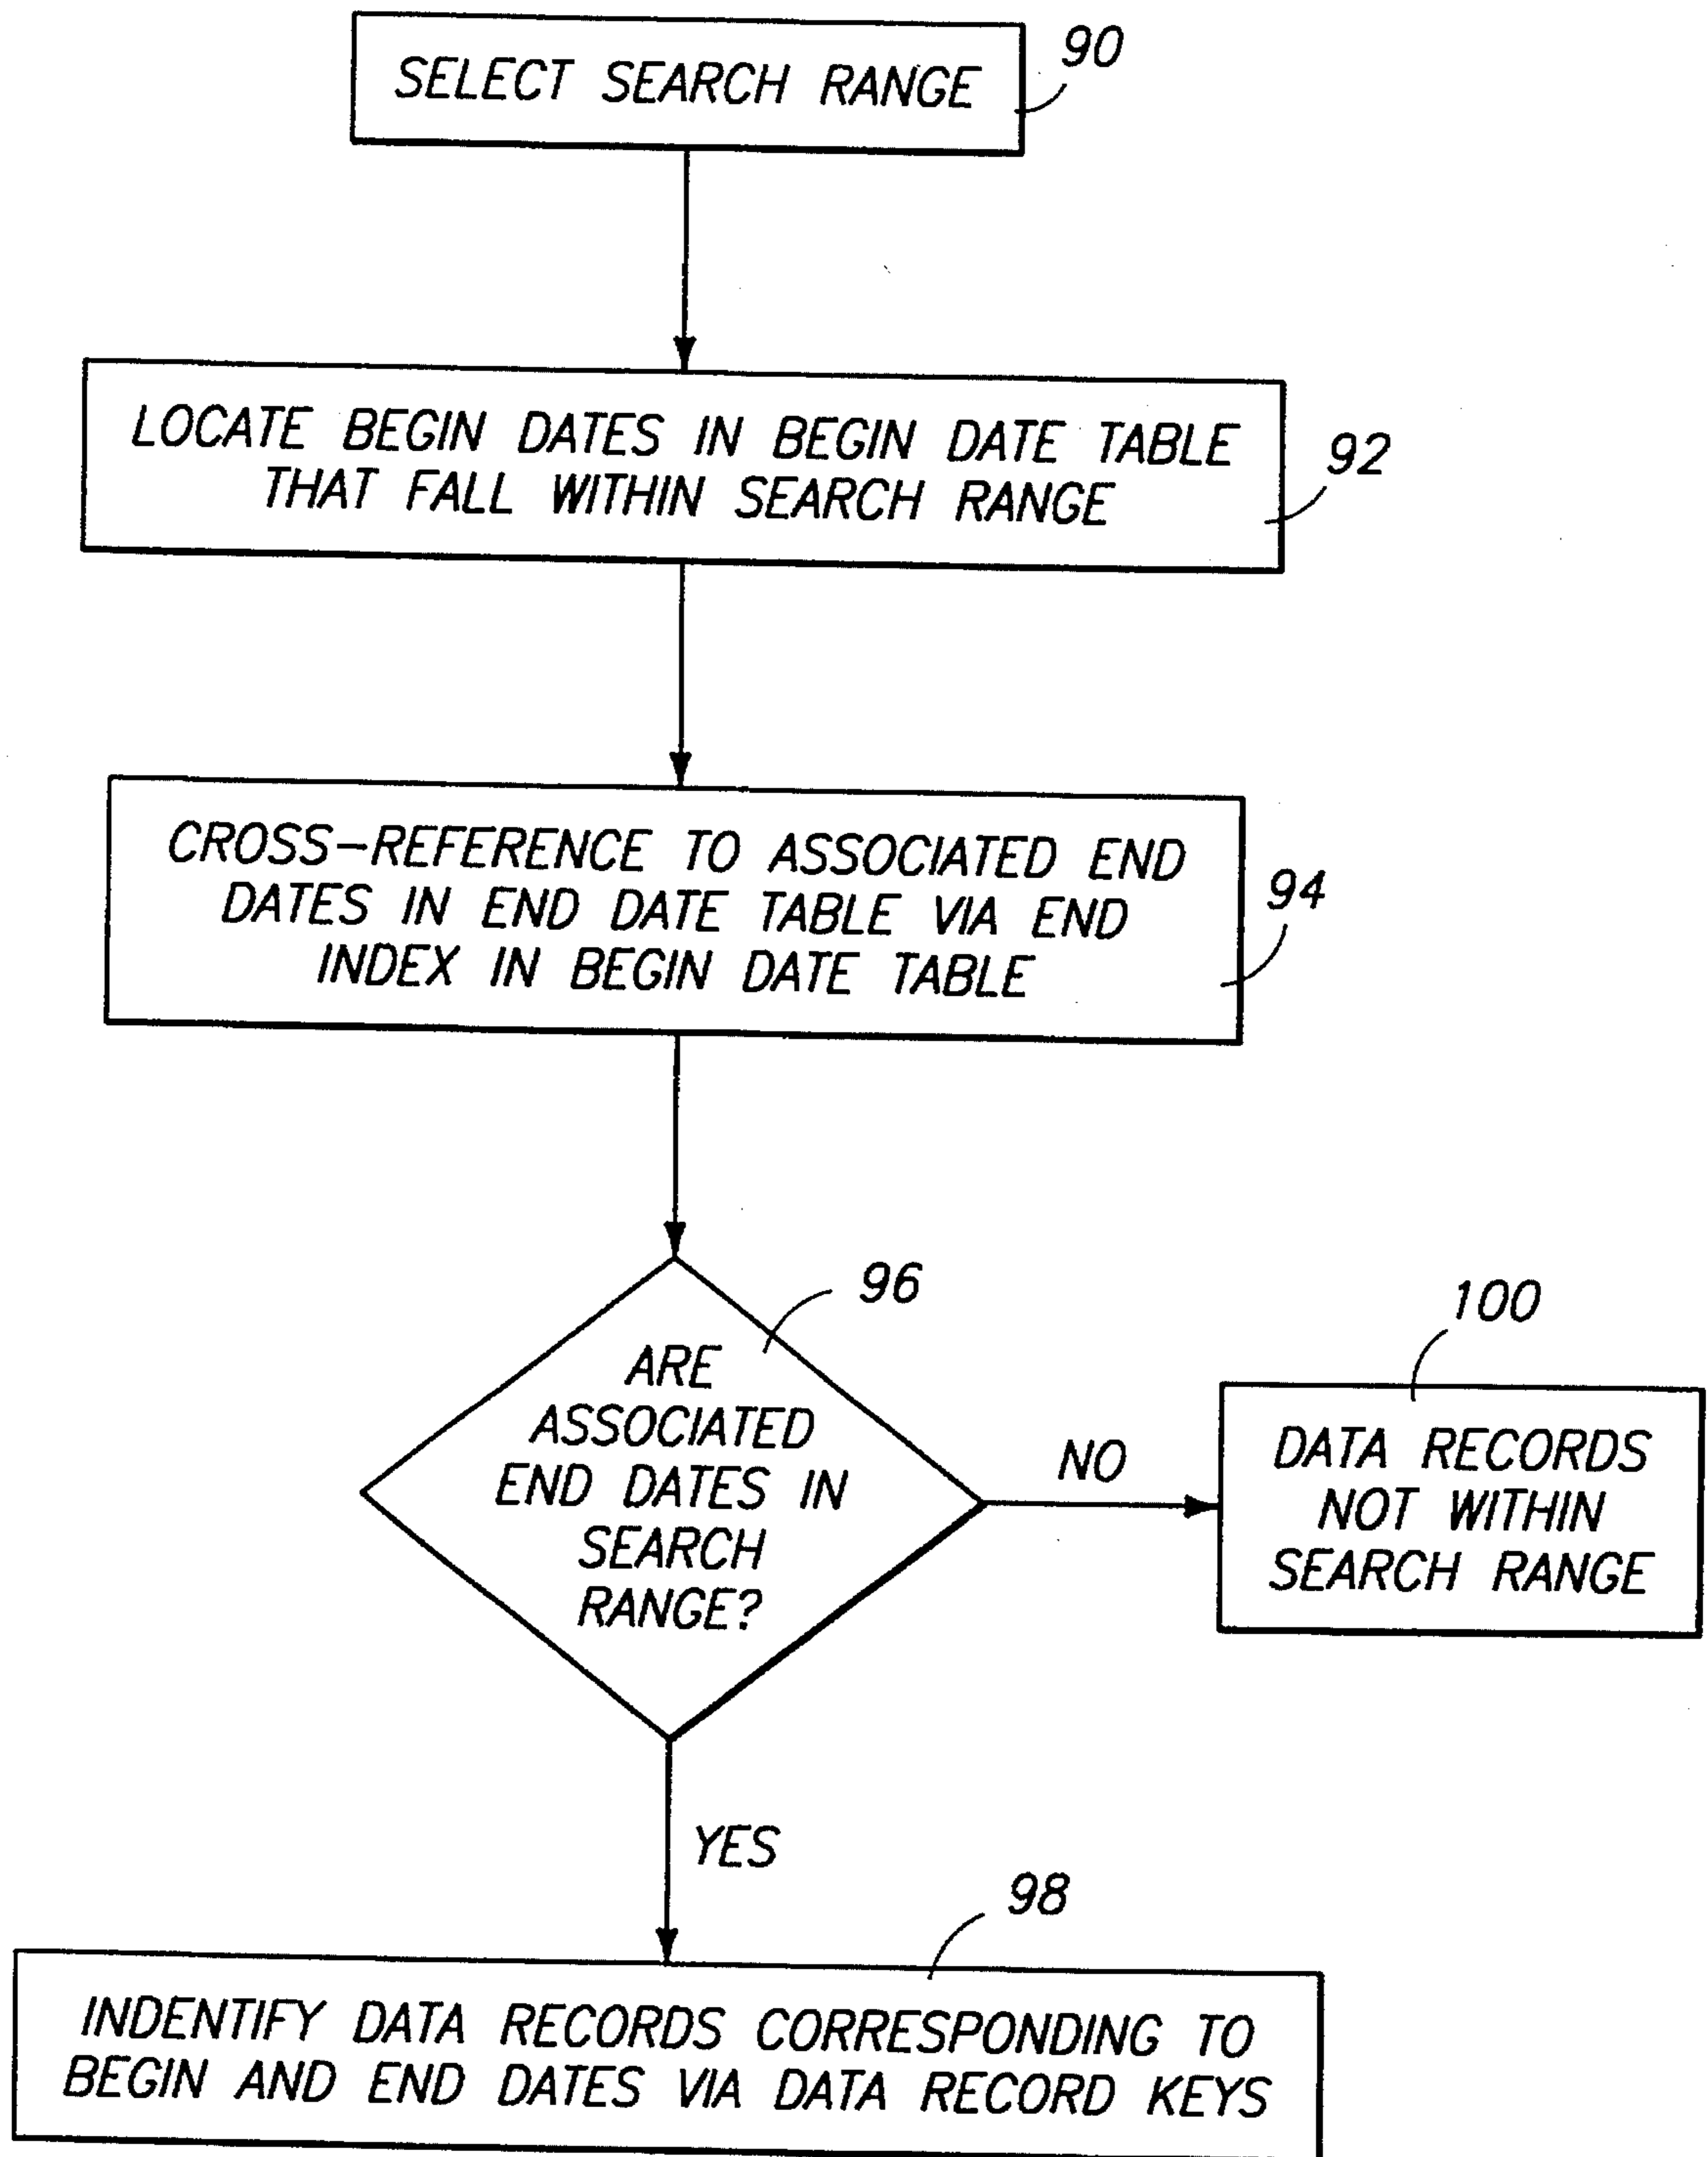 SELECT SEARCH RANGE
90
LOCATE BEGIN DATES IN BEGIN DATE TABLE
THAT FALL WITHIN SEARCH RANGE
92
CROSS-REFERENCE TO ASSOCIATED END
DATES IN END DATE TABLE VIA END
INDEX IN BEGIN DATE TABLE
94
96
ARE
ASSOCIATED
END DATES IN
SEARCH
RANGE?
NO
100
DATA RECORDS
NOT WITHIN
SEARCH RANGE
YES
98
INDENTIFY DATA RECORDS CORRESPONDING TO
BEGIN AND END DATES VIA DATA RECORD KEYS